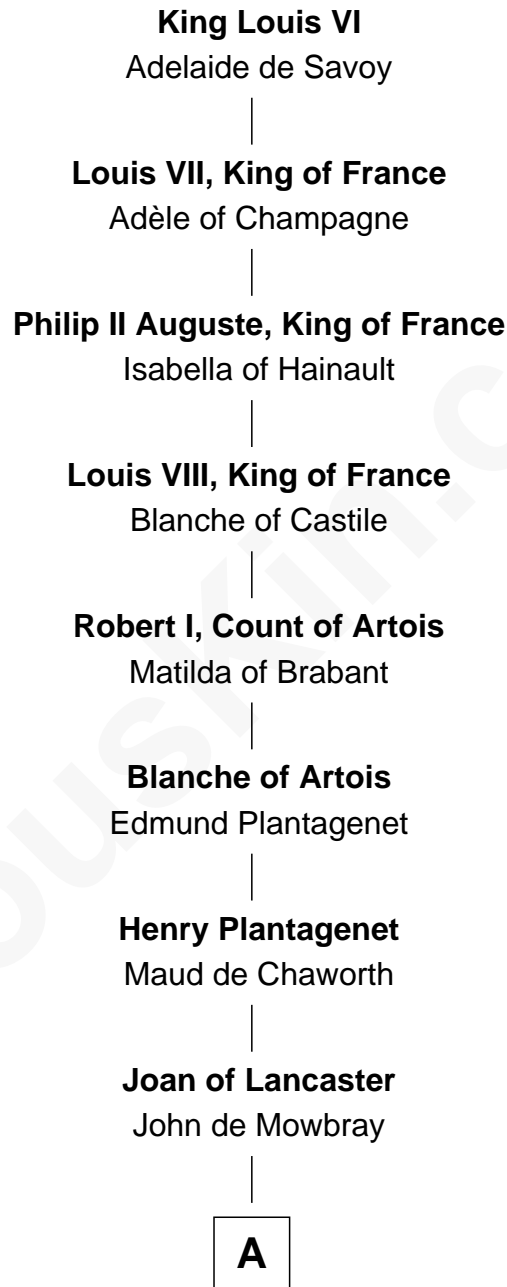 King Louis VI
Adelaide de Savoy
Louis VII, King of France
Adèle of Champagne
Philip II Auguste, King of France
Isabella of Hainault
Louis VIII, King of France
Blanche of Castile
Robert I, Count of Artois
Matilda of Brabant
Blanche of Artois
Edmund Plantagenet
Henry Plantagenet
Maud de Chaworth
Joan of Lancaster
John de Mowbray
A